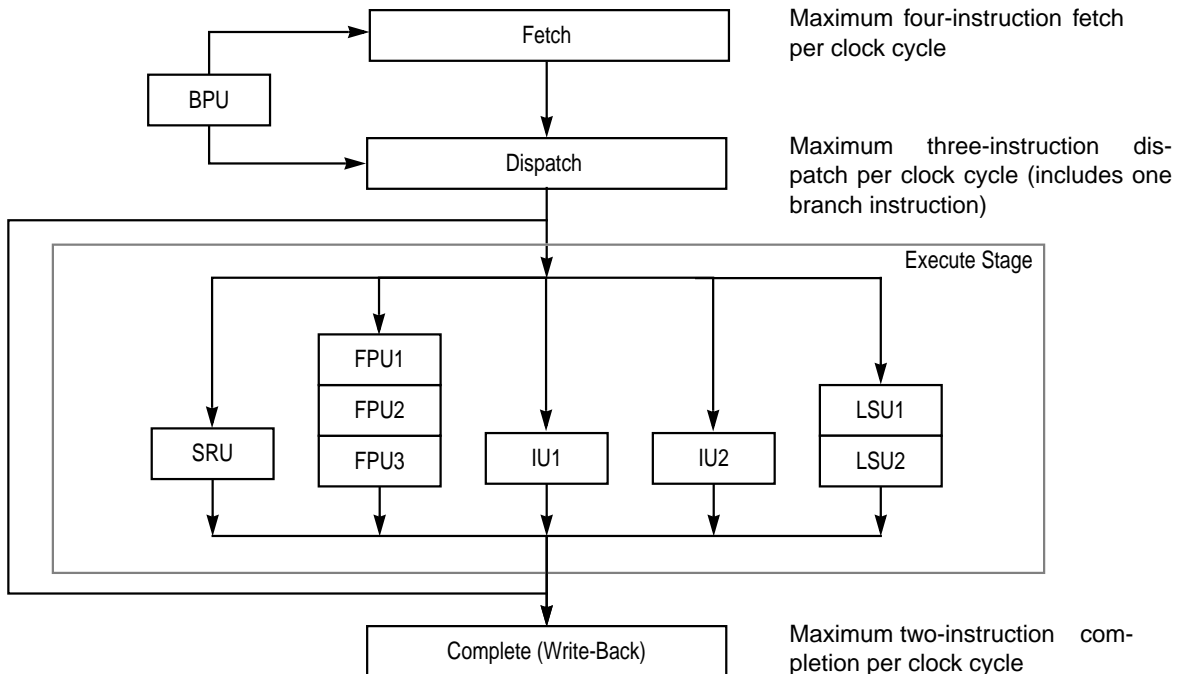 Fetch
Maximum four-instruction fetch
per clock cycle
BPU
Dispatch
Maximum three-instruction dis-
patch per clock cycle (includes one
branch instruction)
Execute Stage
FPU1
FPU2
LSU1
SRU
FPU3
IU1
IU2
LSU2
Complete (Write-Back)
Maximum two-instruction com-
pletion per clock cycle